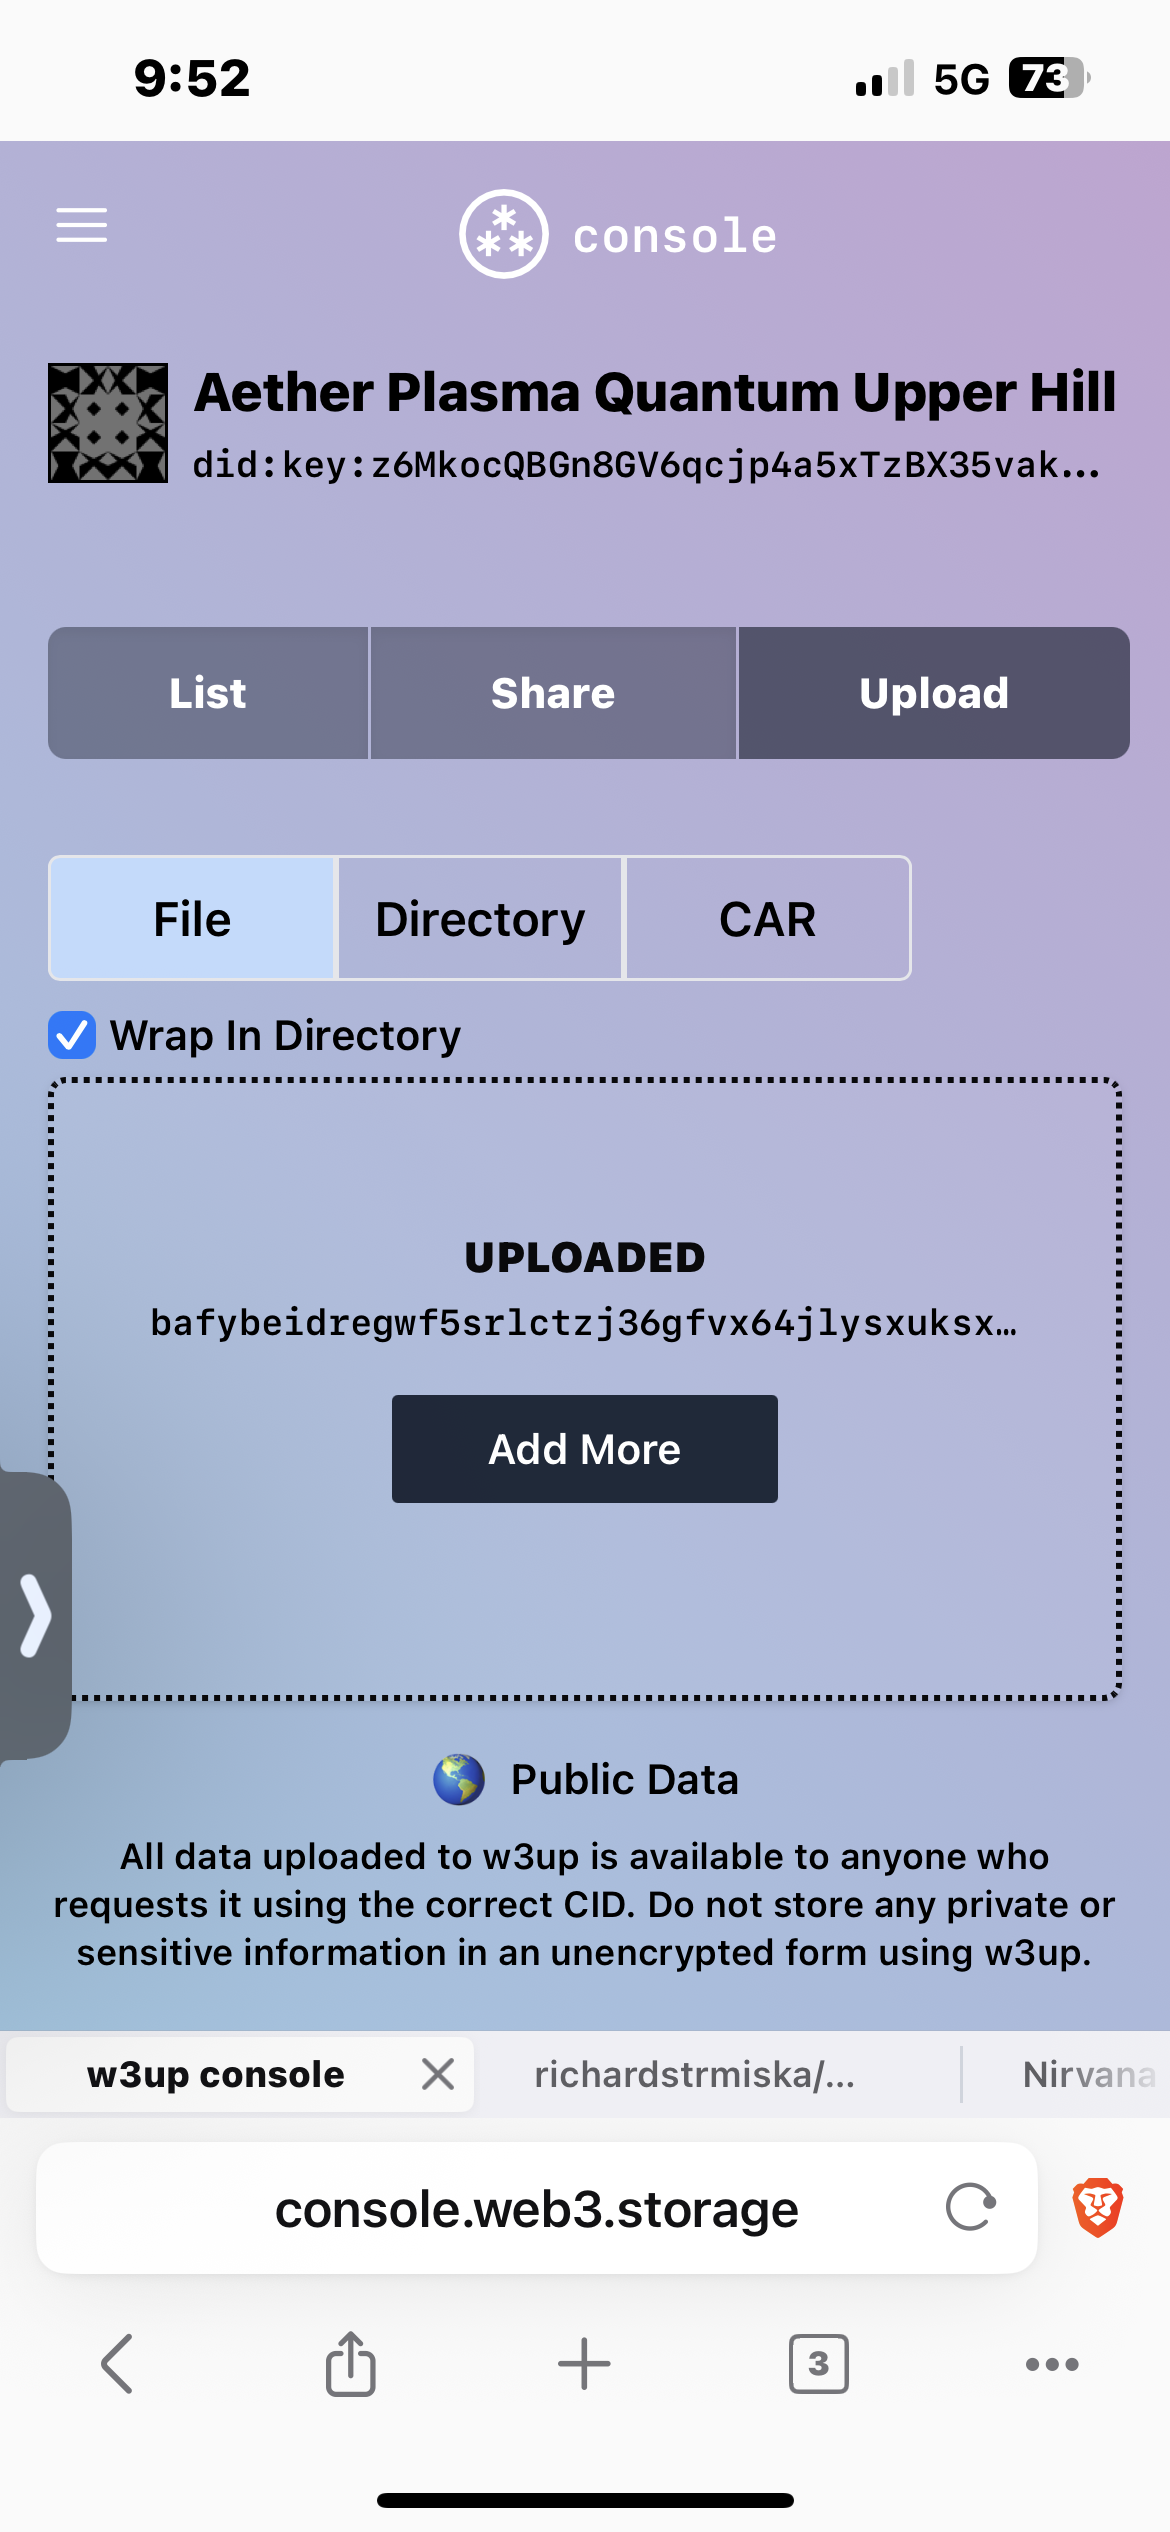 9:52
5G 73
console
Aether Plasma Quantum Upper Hill
did:key:z6MkocQBGn8GV6qcjp4a5xTzBX35vak...
List Share Upload
File Directory CAR
Wrap In Directory
UPLOADED
bafybeidregwf5srlctzj36gfvx64jlysxuksx…
Add More
Public Data
All data uploaded to w3up is available to anyone who
requests it using the correct CID. Do not store any private or
sensitive information in an unencrypted form using w3up.
w3up console richardstrmiska/... Nirvana
console.web3.storage
3